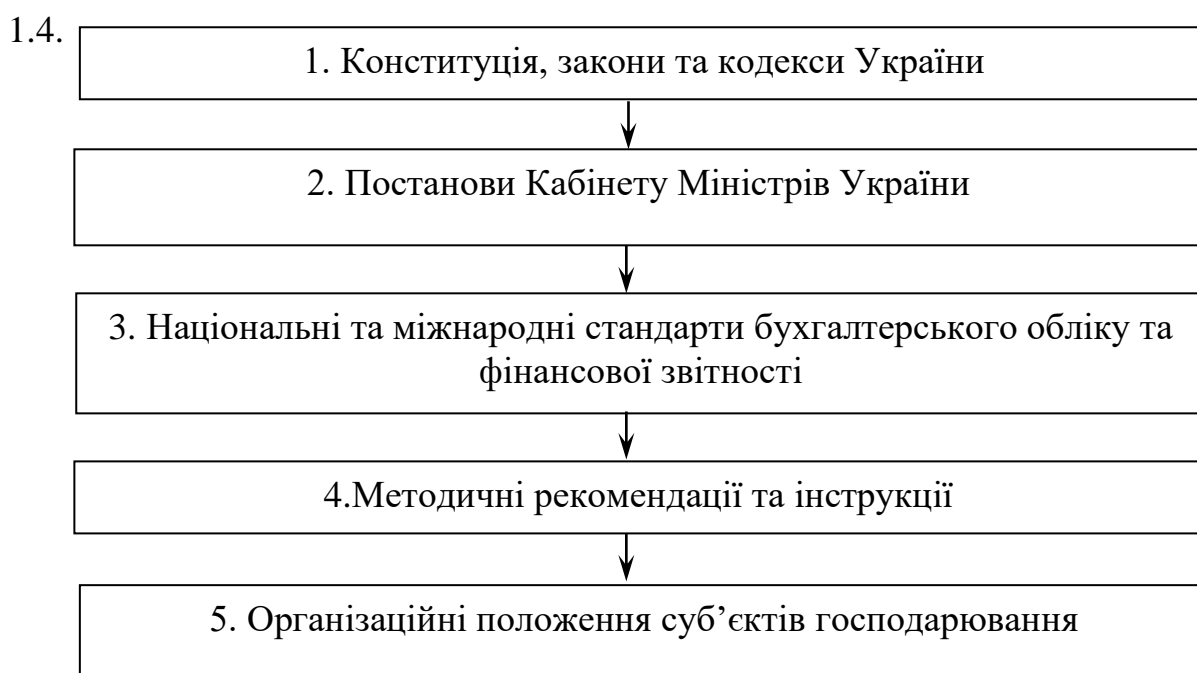 1.4.
1. Конституція, закони та кодекси України
2. Постанови Кабінету Міністрів України
3. Національні та міжнародні стандарти бухгалтерського обліку та
фінансової звітності
4.Методичні рекомендації та інструкції
5. Організаційні положення суб’єктів господарювання